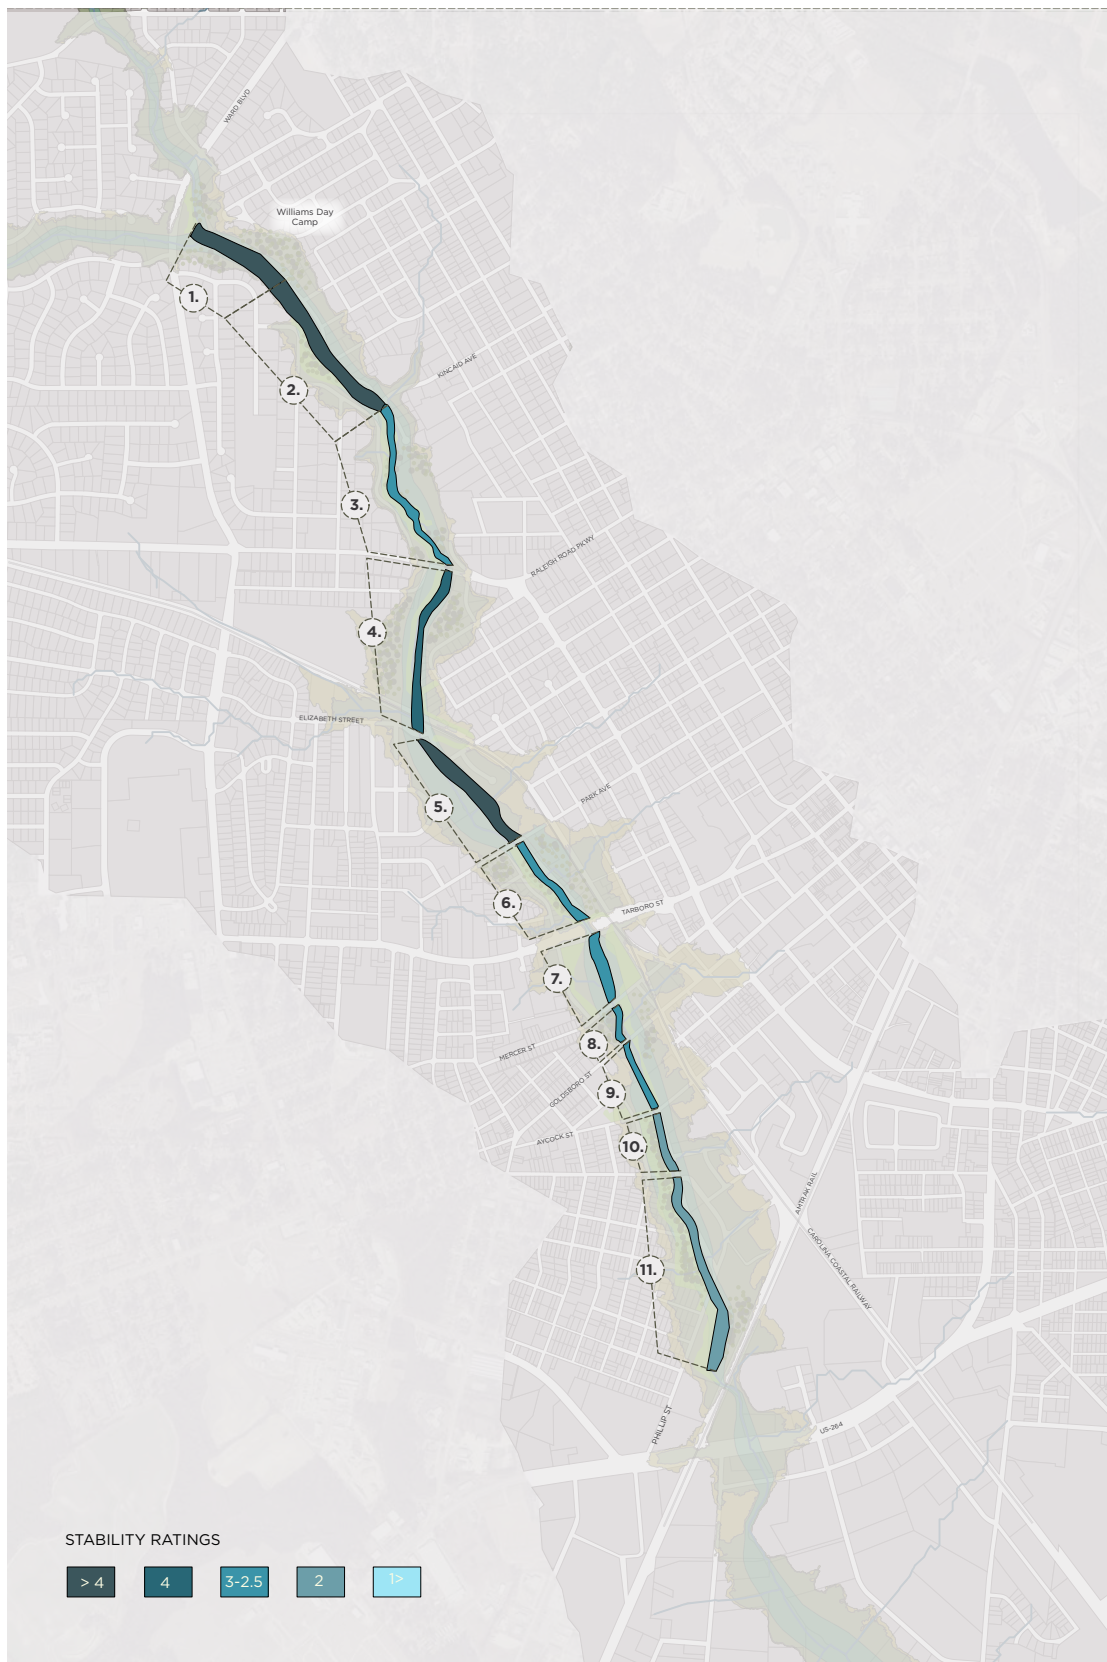 WARD BLVD
Williams Day
Camp
1.
KINCAID AVE
2.
3.
RALEIGH ROAD PKWY
4.
ELIZABETH STREET
PARK AVE
5.
6.
TARBORO ST
7.
MERCER ST
8.
GOLDSBORO ST
9.
AYCOCK ST
10.
AMTRAK RAIL
CAROLINA COASTAL RAILWAY
11.
PHILLIP ST
US-264
STABILITY RATINGS
> 4
4
3-2.5
2
1>